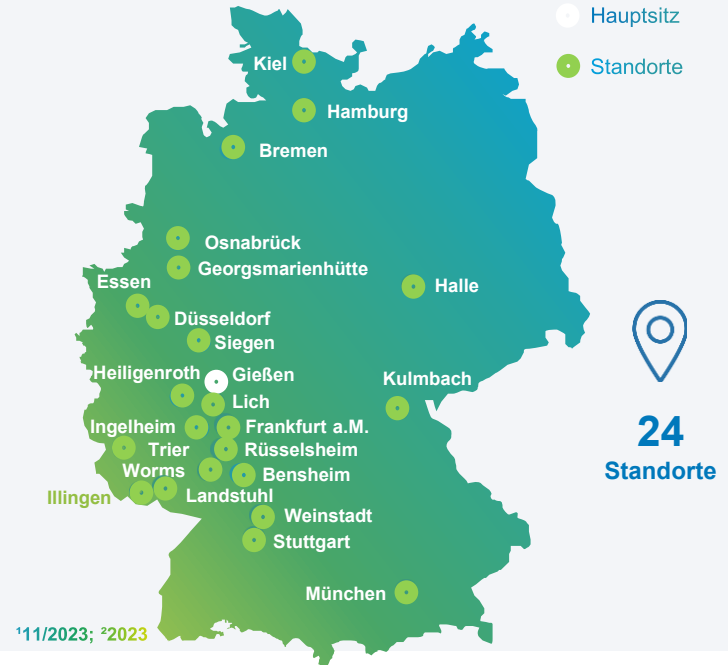 Hauptsitz
Standorte
Kiel
Hamburg
Bremen
Osnabrück
Georgsmarienhütte
Essen
Halle
Düsseldorf
Siegen
Heiligenroth
Gießen
Kulmbach
Lich
Ingelheim
Frankfurt a.M.
Trier
Rüsselsheim
Worms
Bensheim
Illingen
Landstuhl
Weinstadt
Stuttgart
München
24
Standorte
¹11/2023; ²2023